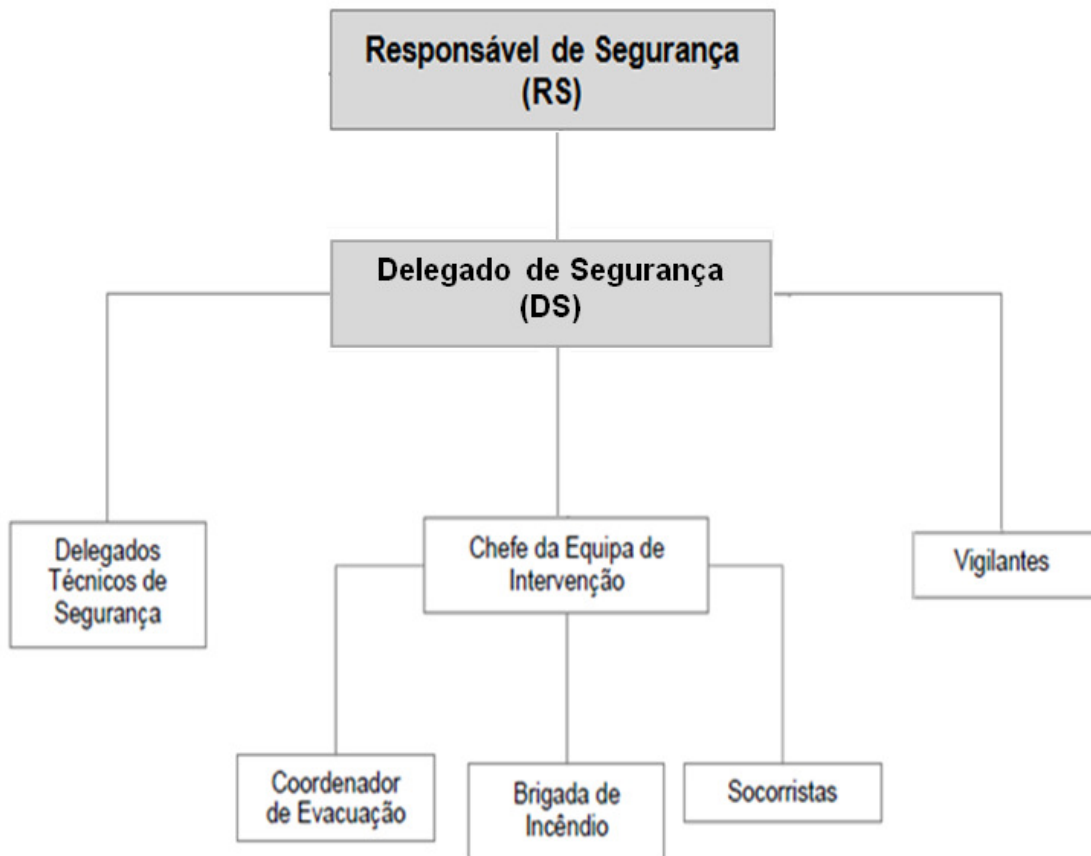 Responsável de Segurança
(RS)
Delegado de Segurança
(DS)
Delegados
Técnicos de
Segurança
Chefe da Equipa de
Intervenção
Vigilantes
Coordenador
de Evacuação
Brigada de
Incêndio
Socorristas